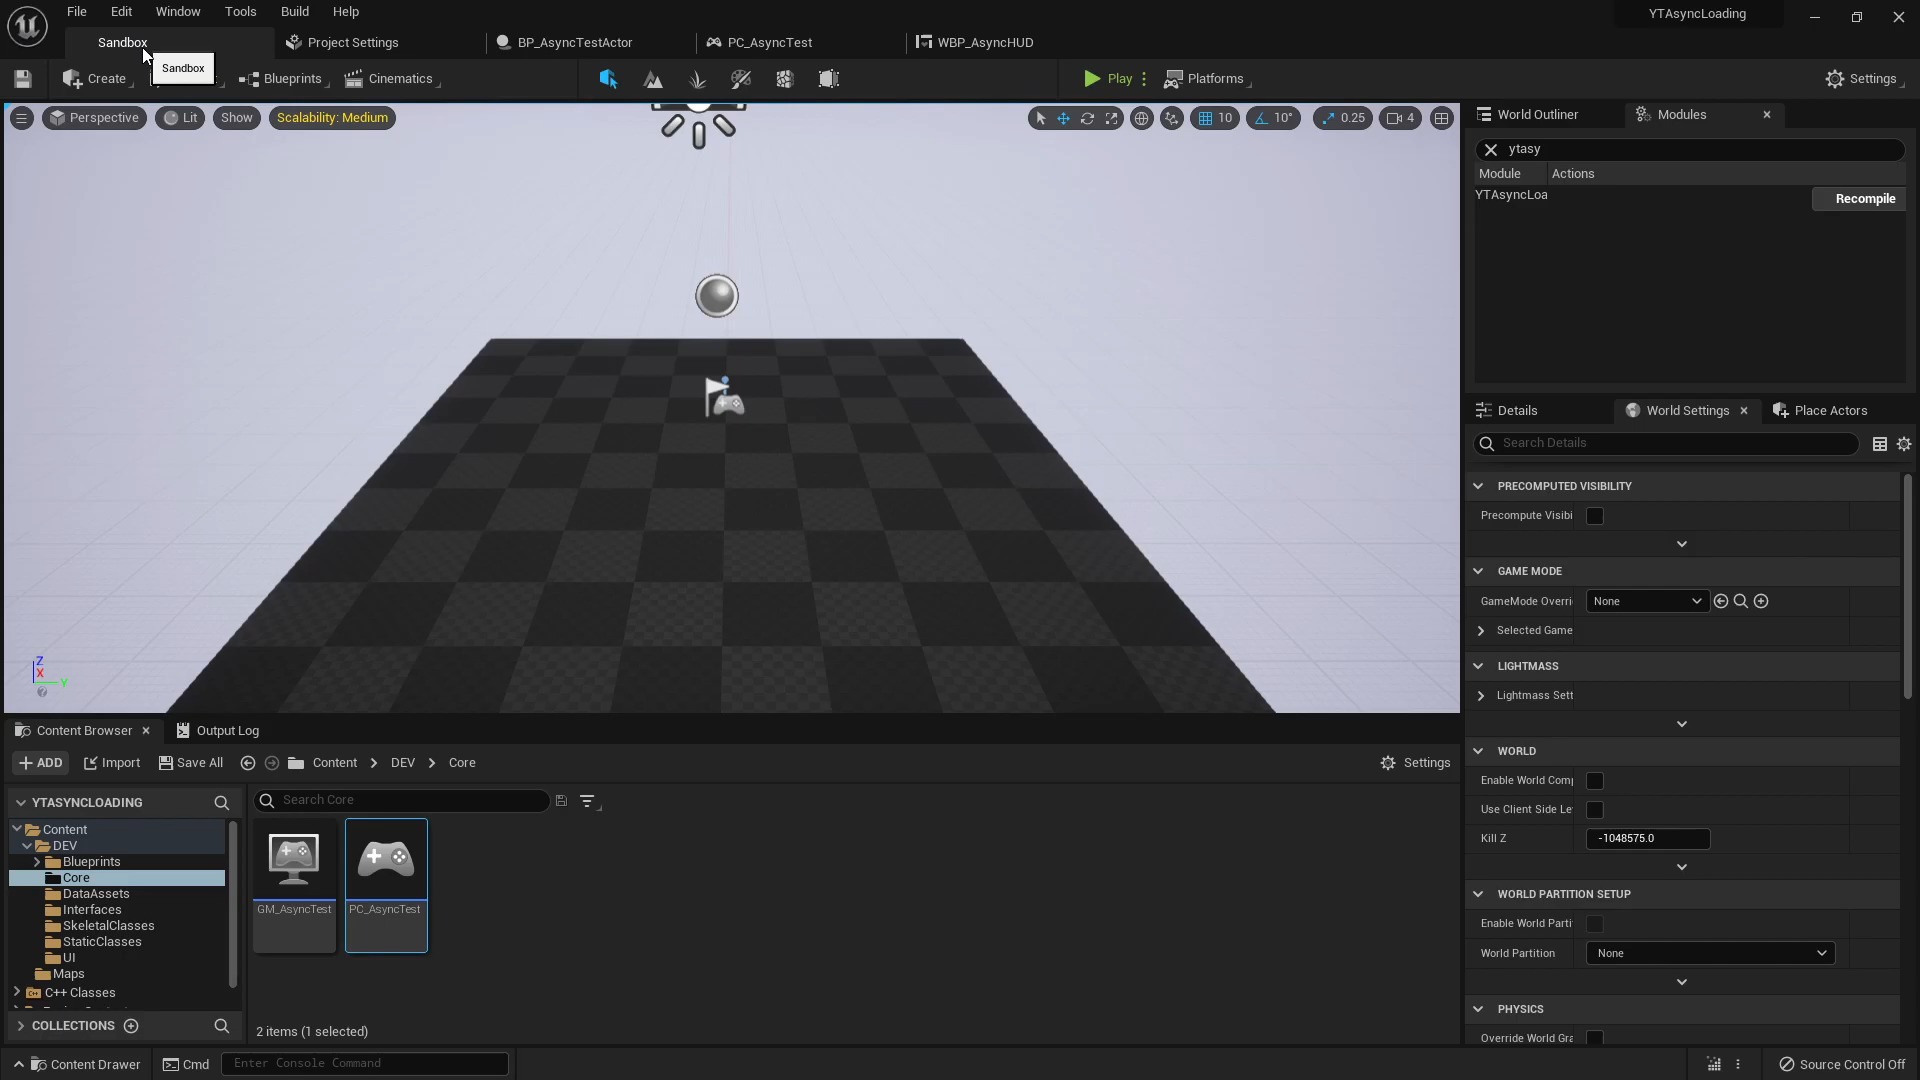 File Edit Window Tools Build Help
YTAsyncLoading
Sandbox
Project Settings
BP_AsyncTestActor
PC_AsyncTest
WBP_AsyncHUD
Sandbox
Create
Blueprints
Cinematics
Play
Platforms
Settings
Perspective
Lit
Show
Scalability: Medium
10
10°
0.25
4
World Outliner
Modules
ytasy
Module Actions
YTAsyncLoa
Recompile
Details
World Settings
Place Actors
Search Details
PRECOMPUTED VISIBILITY
Precompute Visibi
GAME MODE
GameMode Overri
None
Selected Game
LIGHTMASS
Lightmass Sett
WORLD
Enable World Comp
Use Client Side Le
Kill Z
-1048575.0
WORLD PARTITION SETUP
Enable World Parti
World Partition
None
PHYSICS
Override World Gra
Z
X
Y
Content Browser
Output Log
ADD
Import
Save All
Content
DEV
Core
Settings
YTASYNCLOADING
Search Core
Content
DEV
Blueprints
Core
DataAssets
Interfaces
SkeletalClasses
StaticClasses
UI
Maps
C++ Classes
GM_AsyncTest
PC_AsyncTest
COLLECTIONS
2 items (1 selected)
Content Drawer
Cmd
Enter Console Command
Source Control Off